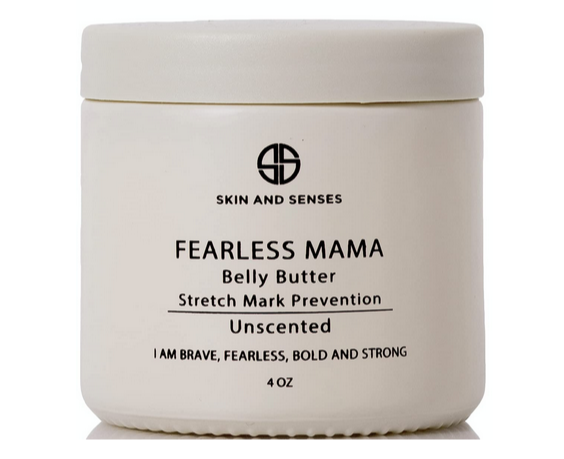 SKIN AND SENSES
FEARLESS MAMA
Belly Butter
Stretch Mark Prevention
Unscented
I AM BRAVE, FEARLESS, BOLD AND STRONG
4 OZ